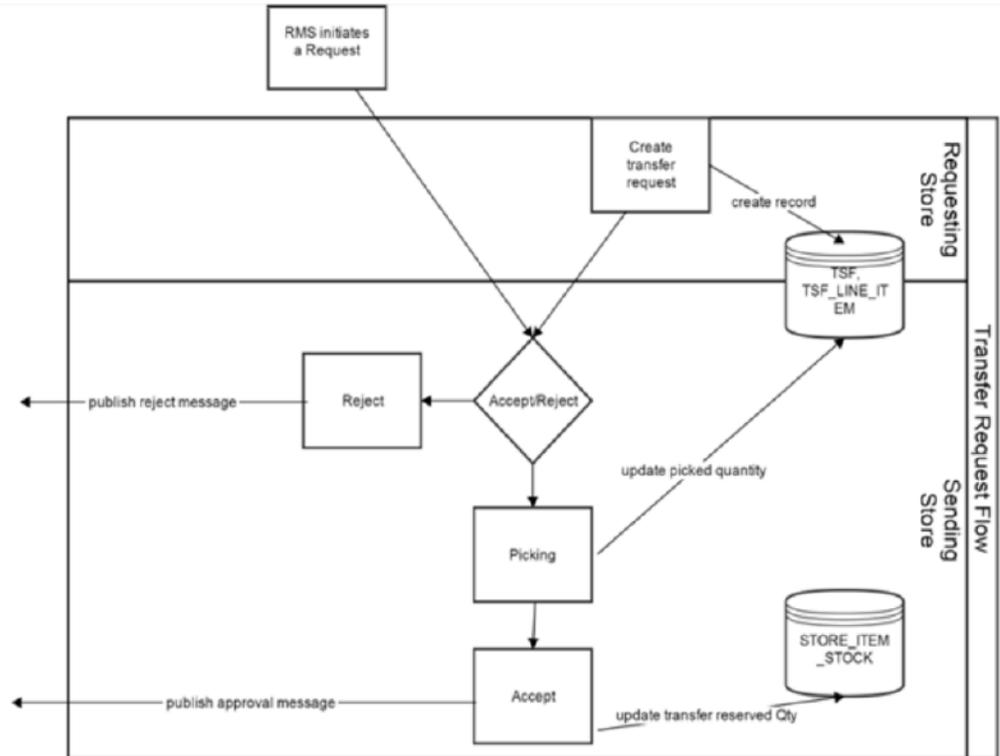 RMS initiates
a Request
Create
transfer
request
create record
Requesting
Store
TSF,
TSF_LINE_IT
EM
Accept/Reject
Reject
publish reject message
update picked quantity
Transfer Request Flow
Sending
Store
Picking
STORE_ITEM
_STOCK
Accept
publish approval message
update transfer reserved Qty